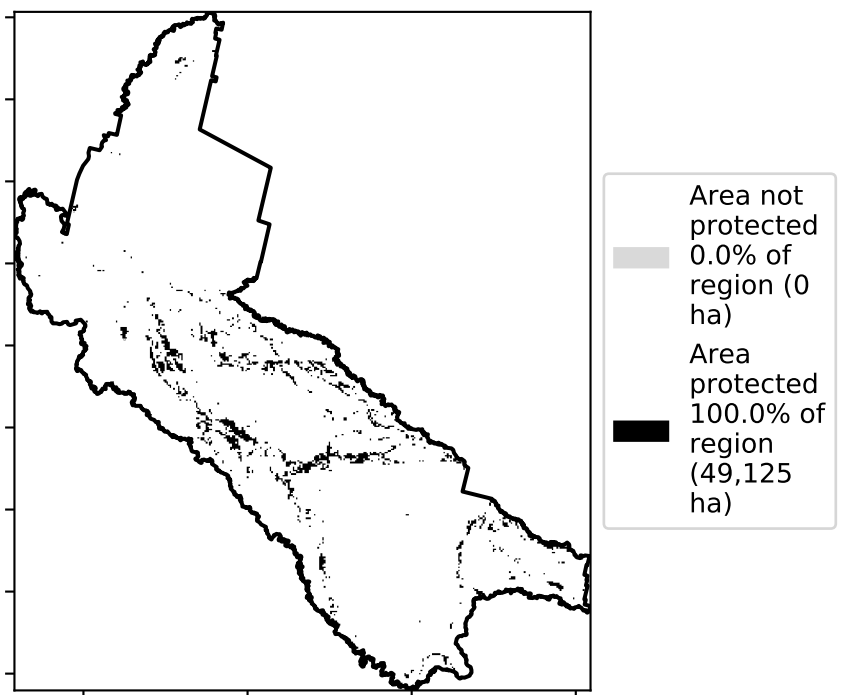 Area not
protected
0.0% of
region (0
ha)
Area
protected
100.0% of
region
(49,125
ha)